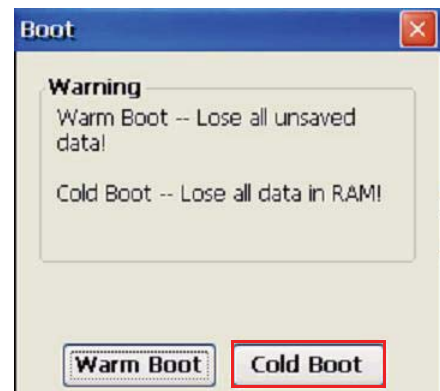 Boot
Warning
Warm Boot -- Lose all unsaved
data!
Cold Boot -- Lose all data in RAM!
Warm Boot
Cold Boot